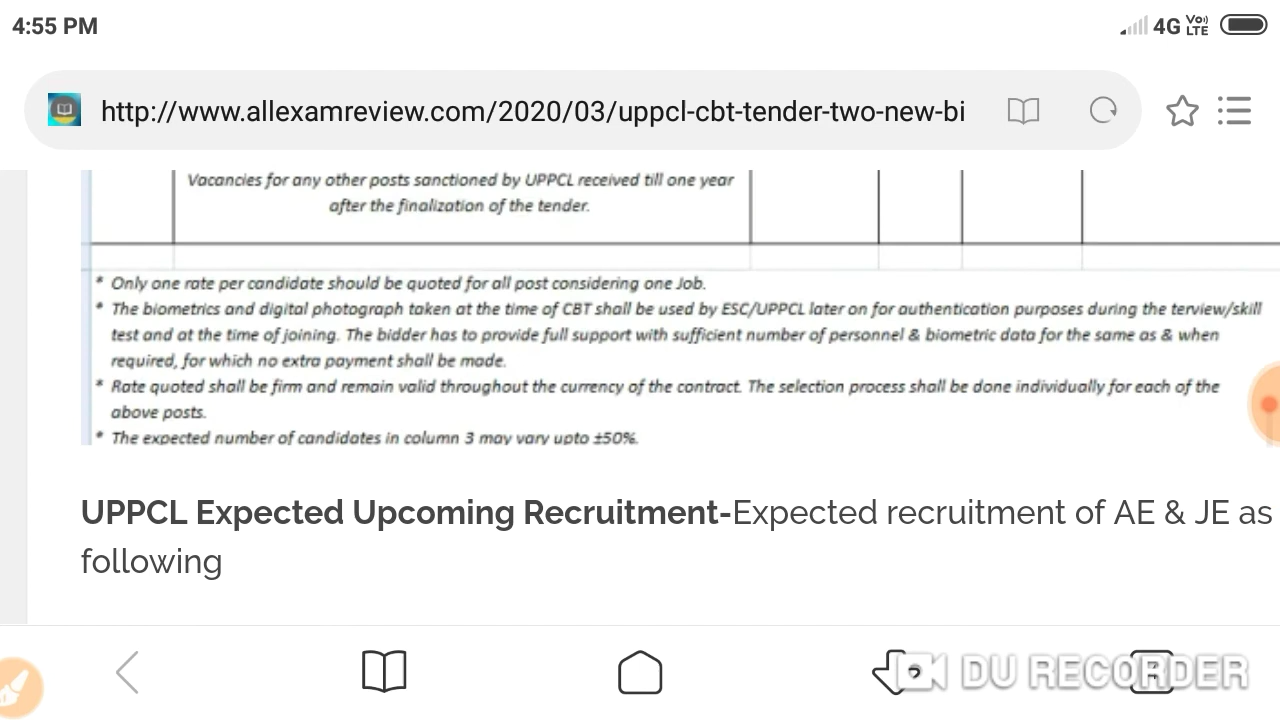 4:55 PM
4G Vo)) LTE
http://www.allexamreview.com/2020/03/uppcl-cbt-tender-two-new-bi
Vacancies for any other posts sanctioned by UPPCL received till one year
after the finalization of the tender.
* Only one rate per candidate should be quoted for all post considering one Job.
* The biometrics and digital photograph taken at the time of CBT shall be used by ESC/UPPCL later on for authentication purposes during the terview/skill
test and at the time of joining. The bidder has to provide full support with sufficient number of personnel & biometric data for the same as & when
required, for which no extra payment shall be made.
* Rate quoted shall be firm and remain valid throughout the currency of the contract. The selection process shall be done individually for each of the
above posts.
* The expected number of candidates in column 3 may vary upto ±50%.
UPPCL Expected Upcoming Recruitment-Expected recruitment of AE & JE as
following
DU RECORDER